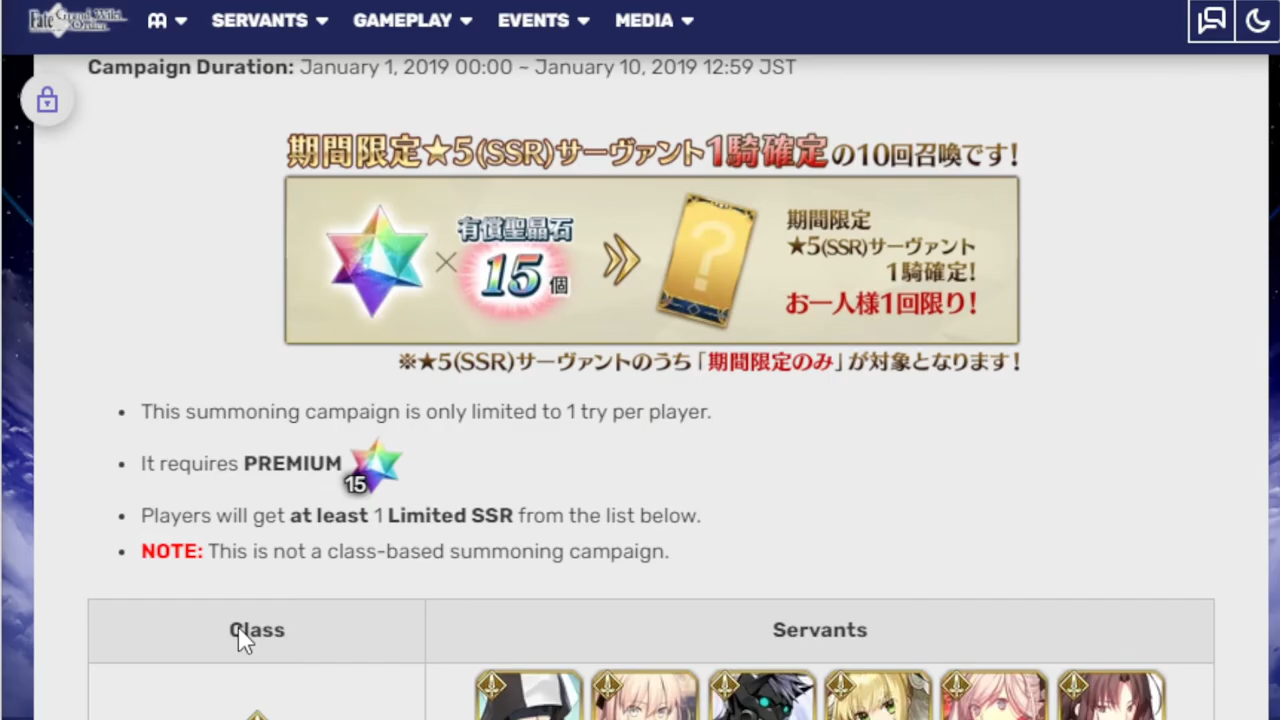 Fate Grand Order Wiki
SERVANTS GAMEPLAY EVENTS MEDIA
Campaign Duration: January 1, 2019 00:00 ~ January 10, 2019 12:59 JST
期間限定★5(SSR)サーヴァント1騎確定の10回召喚です!
有償聖晶石
×15個
期間限定
★5(SSR)サーヴァント
1騎確定!
お一人様1回限り!
?
※★5(SSR)サーヴァントのうち「期間限定のみ」が対象となります!
• This summoning campaign is only limited to 1 try per player.
• It requires PREMIUM 15
• Players will get at least 1 Limited SSR from the list below.
• NOTE: This is not a class-based summoning campaign.
Class Servants